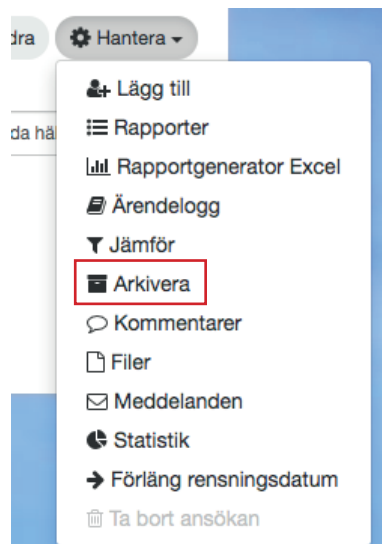 dra
Hantera
Lägg till
da hä
Rapporter
Rapportgenerator Excel
Ärendelogg
Jämför
Arkivera
Kommentarer
Filer
Meddelanden
Statistik
Förläng rensningsdatum
Ta bort ansökan